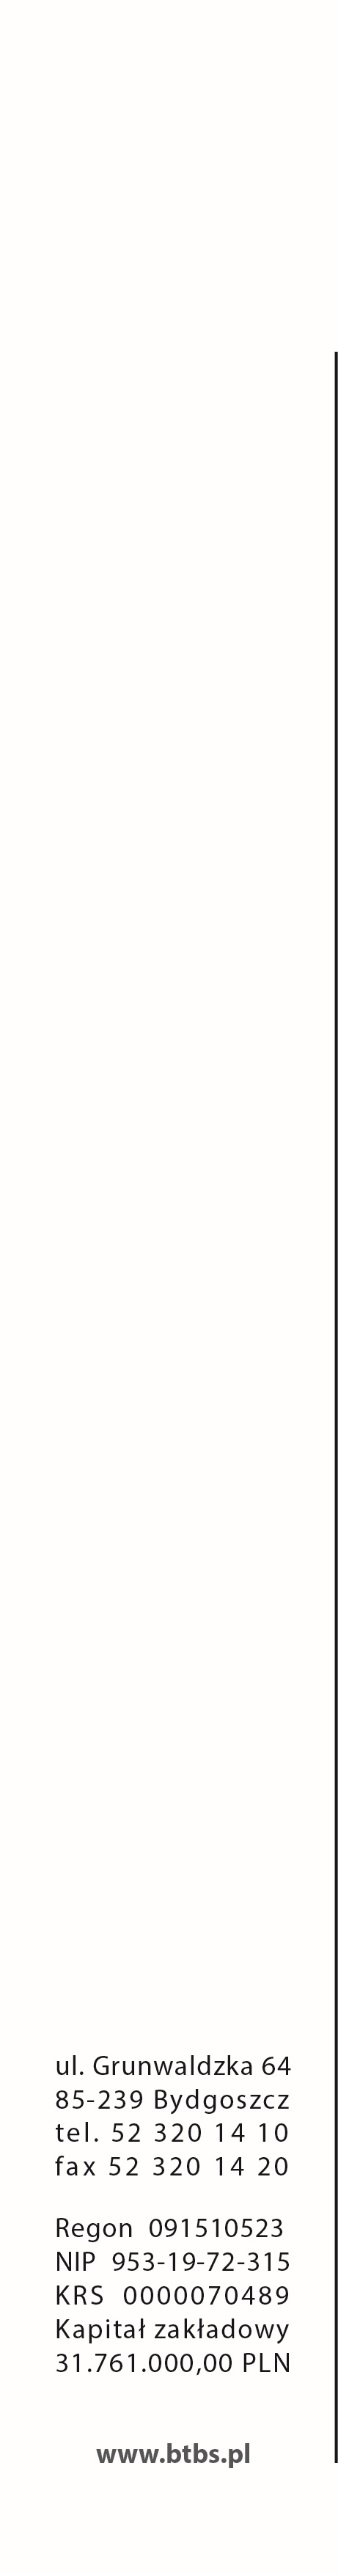 ul. Grunwaldzka 64
85-239 Bydgoszcz
tel. 52 320 14 10
fax 52 320 14 20
Regon 091510523
NIP 953-19-72-315
KRS 0000070489
Kapitał zakładowy
31.761.000,00 PLN
www.btbs.pl